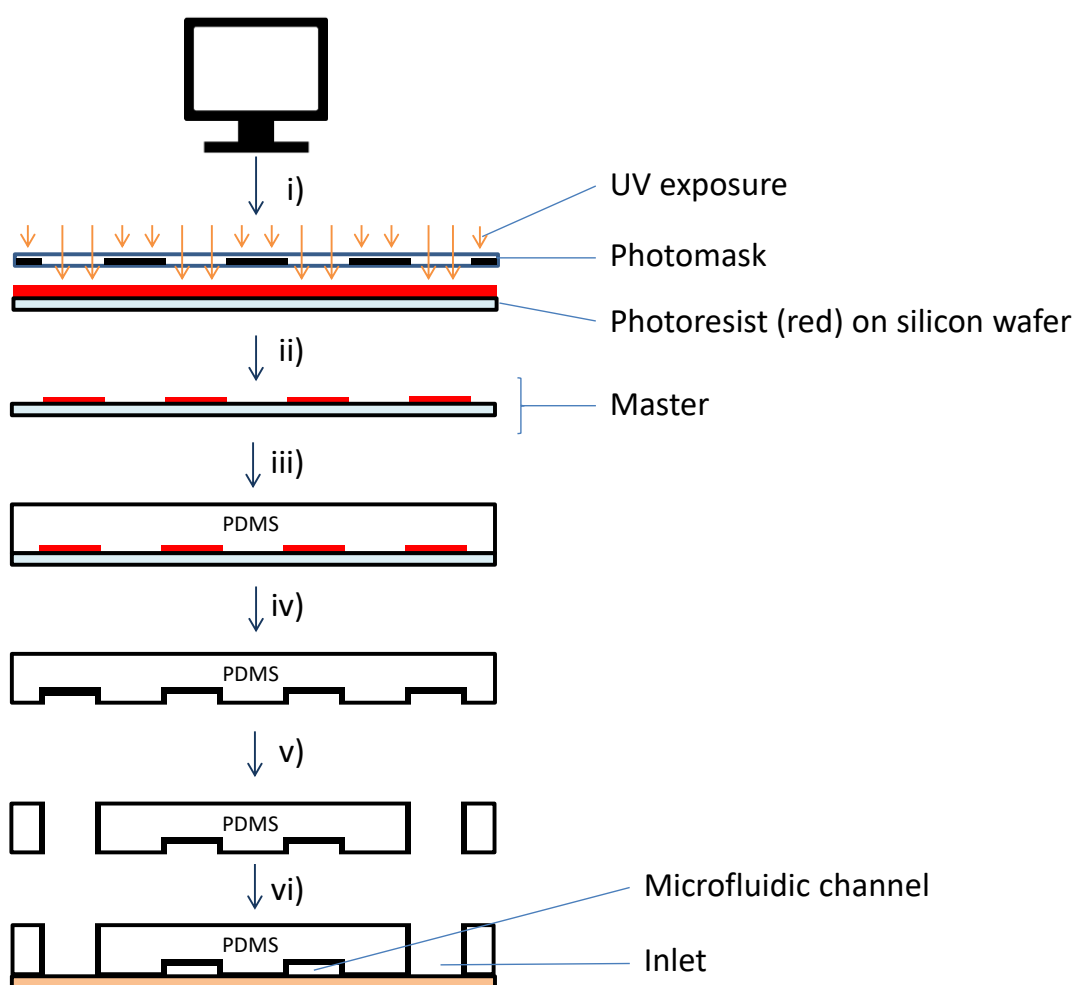 i)
UV exposure
Photomask
Photoresist (red) on silicon wafer
ii)
Master
iii)
PDMS
iv)
PDMS
v)
PDMS
vi)
Microfluidic channel
PDMS
Inlet